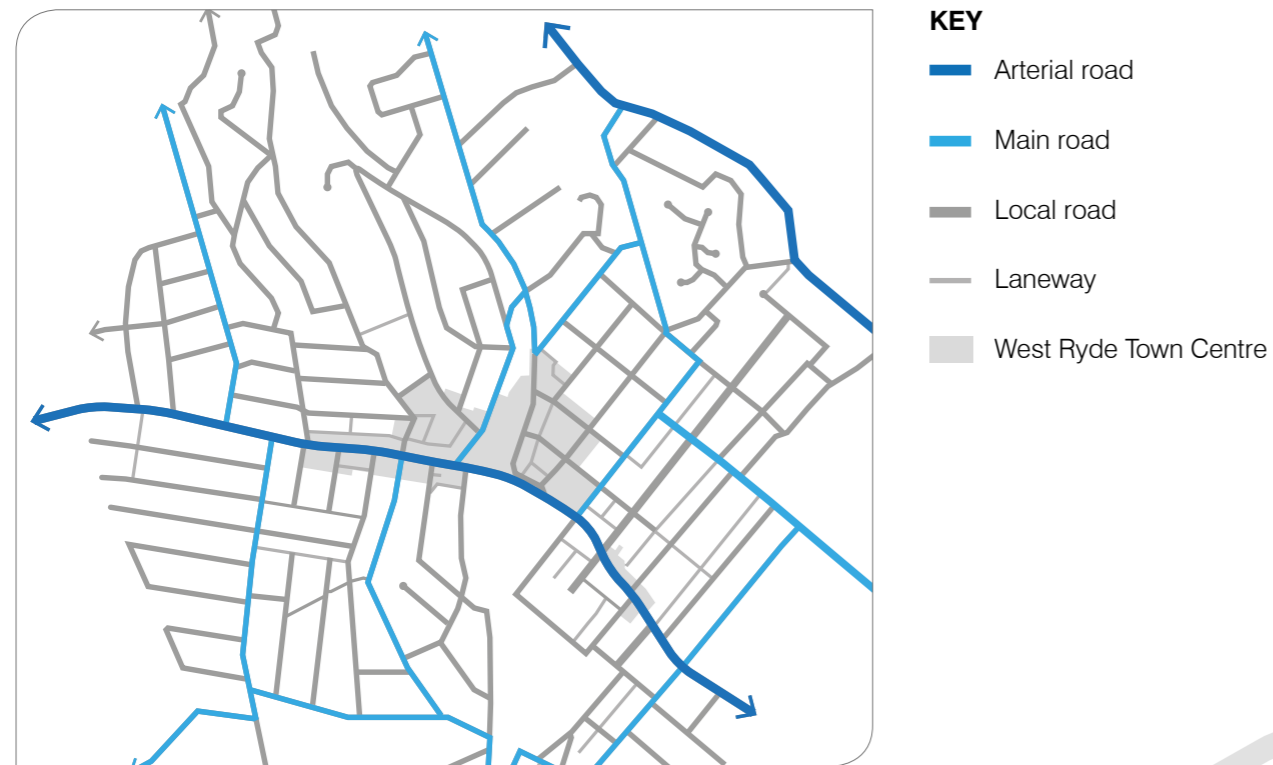 KEY
Arterial road
Main road
Local road
Laneway
West Ryde Town Centre